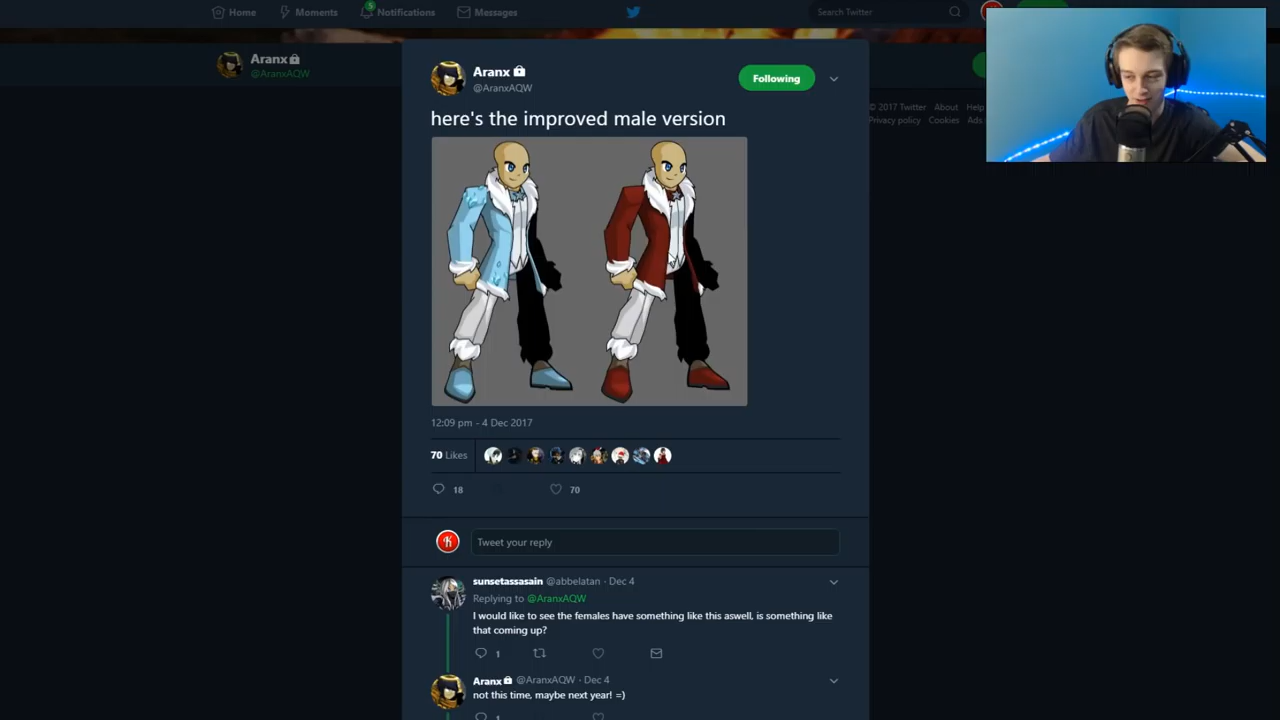 Home
Moments
5
Notifications
Messages
Search Twitter
Aranx
@AranxAQW
Aranx
@AranxAQW
Following
here's the improved male version
© 2017 Twitter About Help
Privacy policy Cookies Ads
12:09 pm - 4 Dec 2017
70 Likes
18
70
Tweet your reply
sunsetassasain @abbelatan · Dec 4
Replying to @AranxAQW
I would like to see the females have something like this aswell, is something like
that coming up?
1
Aranx @AranxAQW · Dec 4
not this time, maybe next year! =)
1